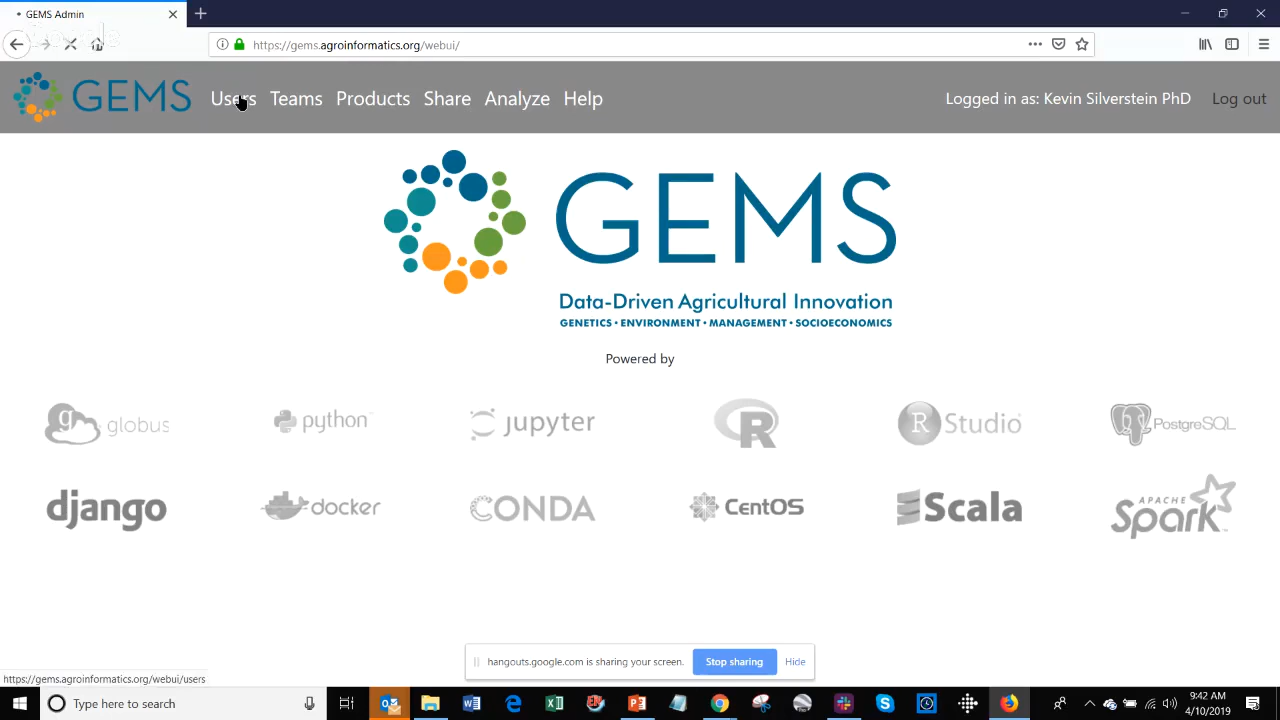 GEMS Admin
https://gems.agroinformatics.org/webui/
GEMS Users Teams Products Share Analyze Help Logged in as: Kevin Silverstein PhD Log out
GEMS
Data-Driven Agricultural Innovation
GENETICS • ENVIRONMENT • MANAGEMENT • SOCIOECONOMICS
Powered by
globus python jupyter R R Studio PostgreSQL
django docker CONDA CentOS Scala APACHE Spark
hangouts.google.com is sharing your screen. Stop sharing Hide
https://gems.agroinformatics.org/webui/users
Type here to search
9:42 AM
4/10/2019